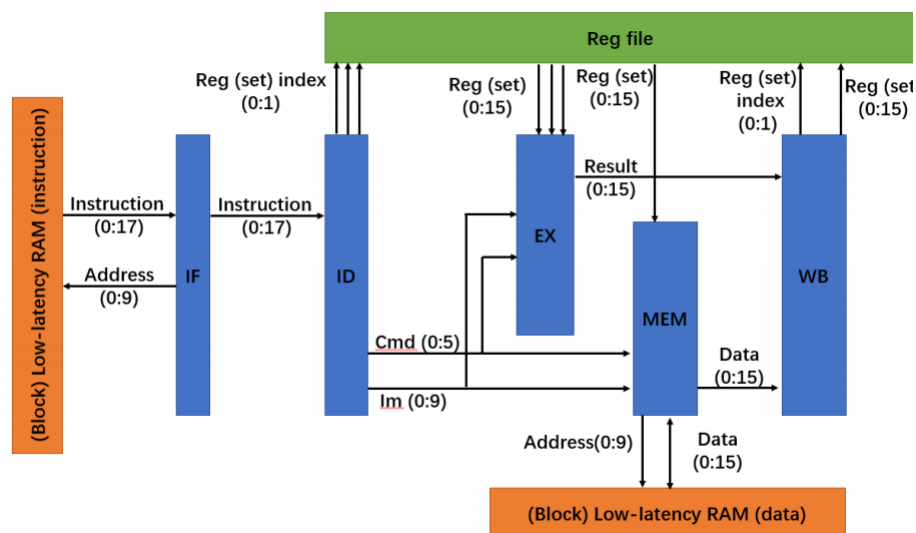 Reg file
Reg (set) index
(0:1)
Reg (set)
(0:15)
Reg (set)
(0:15)
Reg (set)
index
(0:1)
Reg (set
(0:15)
(Block) Low-latency RAM (instruction)
Instruction
(0:17)
Address
(0:9)
IF
Instruction
(0:17)
ID
Cmd (0:5)
Im (0:9)
EX
Result
(0:15)
MEM
Data
(0:15)
WB
Address(0:9)
Data
(0:15)
(Block) Low-latency RAM (data)